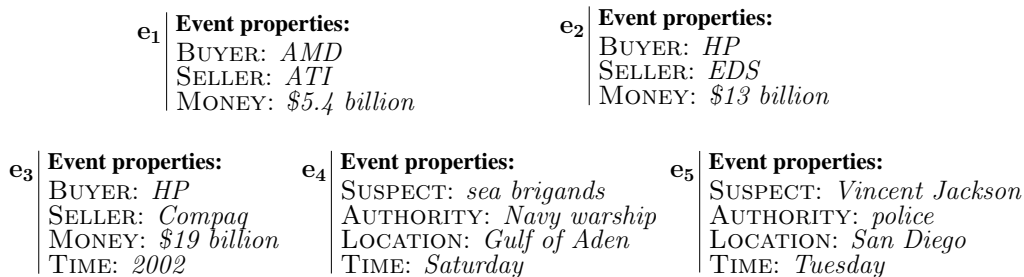 e1 Event properties:
BUYER: AMD
SELLER: ATI
MONEY: $5.4 billion
e2 Event properties:
BUYER: HP
SELLER: EDS
MONEY: $13 billion
e3 Event properties:
BUYER: HP
SELLER: Compaq
MONEY: $19 billion
TIME: 2002
e4 Event properties:
SUSPECT: sea brigands
AUTHORITY: Navy warship
LOCATION: Gulf of Aden
TIME: Saturday
e5 Event properties:
SUSPECT: Vincent Jackson
AUTHORITY: police
LOCATION: San Diego
TIME: Tuesday